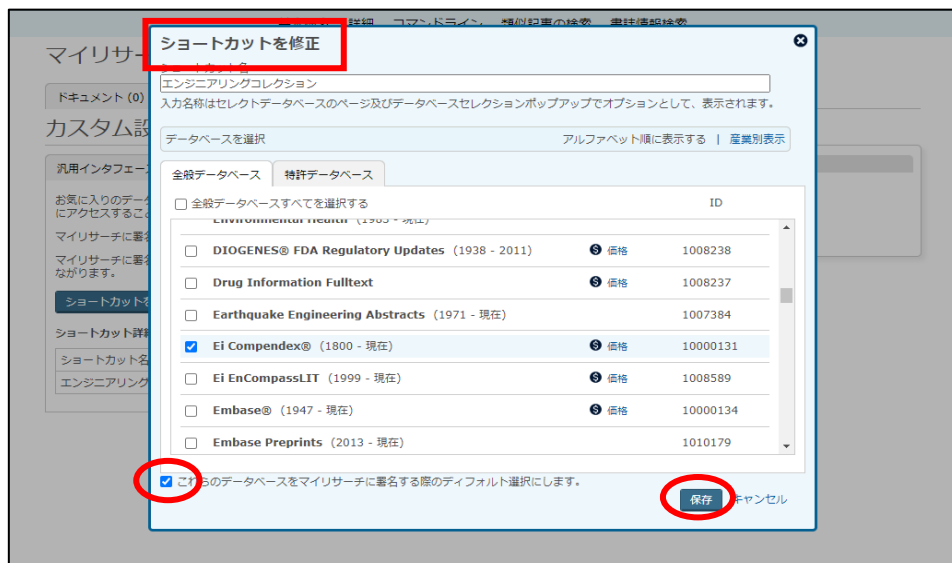 詳細 コマンドライン 類似記事の検索 書誌情報検索
マイリサー
ドキュメント (0)
カスタム設
汎用インタフェー
お気に入りのデー
にアクセスするこ
マイリサーチに署名
マイリサーチに署名
ながります。
ショートカットを
ショートカット詳細
ショートカット名
エンジニアリング
ショートカットを修正
ショートカット名
エンジニアリングコレクション
入力名称はセレクトデータベースのページ及びデータベースセレクションポップアップでオプションとして、表示されます。
データベースを選択 アルファベット順に表示する | 産業別表示
全般データベース 特許データベース
全般データベースすべてを選択する ID
Environmental Health (1985 - 現在)
DIOGENES® FDA Regulatory Updates (1938 - 2011) 価格 1008238
Drug Information Fulltext 価格 1008237
Earthquake Engineering Abstracts (1971 - 現在) 1007384
Ei Compendex® (1800 - 現在) 価格 10000131
Ei EnCompassLIT (1999 - 現在) 価格 1008589
Embase® (1947 - 現在) 価格 10000134
Embase Preprints (2013 - 現在) 1010179
これらのデータベースをマイリサーチに署名する際のディフォルト選択にします。
保存 キャンセル